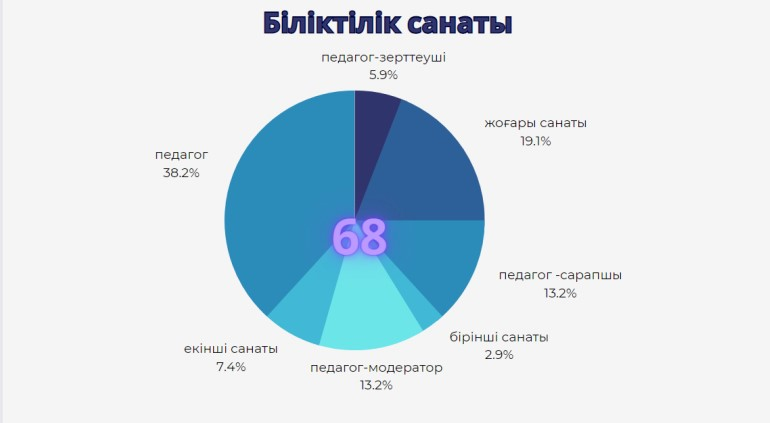 Біліктілік санаты
педагог-зерттеуші
5.9%
жоғары санаты
19.1%
педагог
38.2%
68
педагог -сарапшы
13.2%
бірінші санаты
2.9%
екінші санаты
7.4%
педагог-модератор
13.2%